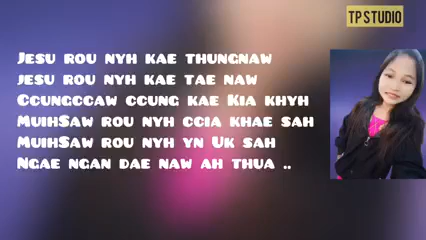 TP STUDIO
Jesu rou nyh kae thungnaw
jesu rou nyh kae tae naw
Ccungccaw ccung kae Kia khyh
MuihSaw rou nyh ccia khae sah
MuihSaw rou nyh yn Uk sah
Ngae ngan dae naw ah thua ..